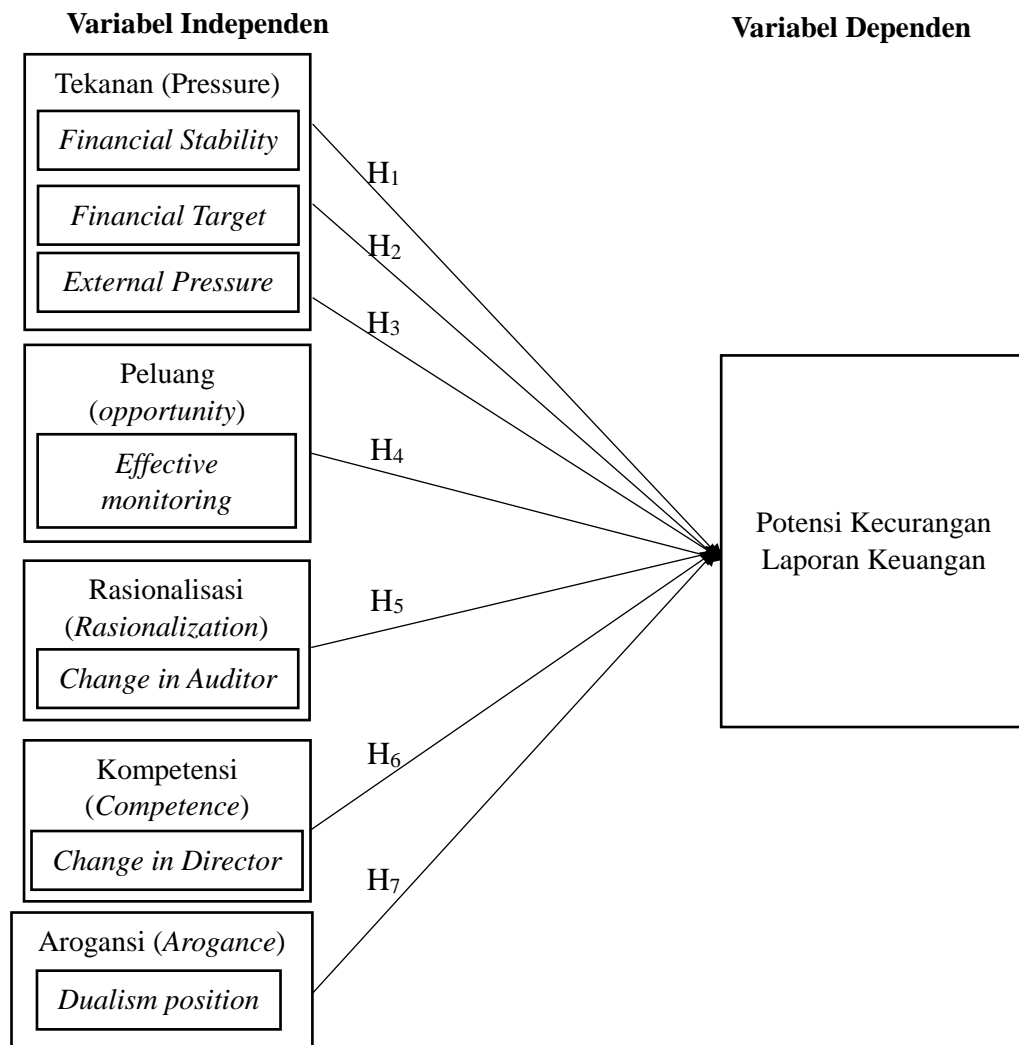 Variabel Independen
Variabel Dependen
Tekanan (Pressure)
Financial Stability
Financial Target
External Pressure
Peluang
(opportunity)
Effective
monitoring
Rasionalisasi
(Rasionalization)
Change in Auditor
Kompetensi
(Competence)
Change in Director
Arogansi (Arogance)
Dualism position
H1
H2
H3
H4
H5
H6
H7
Potensi Kecurangan
Laporan Keuangan